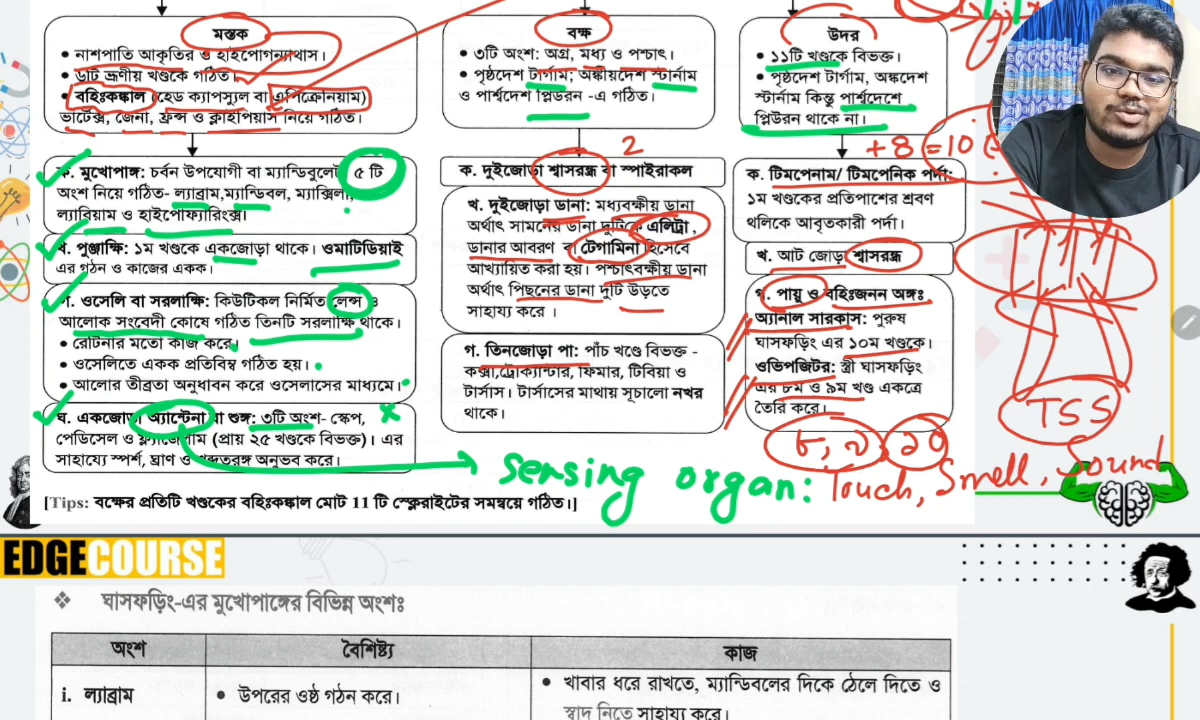 মস্তক
• নাশপাতি আকৃতির ও হাইপোগন্যাথাস।
• ৬টি ভ্রূণীয় খণ্ডকে গঠিত।
• বহিঃকঙ্কাল (হেড ক্যাপস্যুল বা এপিক্রেনিয়াম)
ভার্টেক্স, জেনা, ফ্রন্স ও ক্লাইপিয়াস নিয়ে গঠিত।
ক. মুখোপাঙ্গ: চর্বন উপযোগী বা ম্যান্ডিবুলেট ৫ টি
অংশ নিয়ে গঠিত- ল্যাব্রাম,ম্যান্ডিবল, ম্যাক্সিলা,
ল্যাবিয়াম ও হাইপোফ্যারিংক্স।
খ. পুঞ্জাক্ষি: ১ম খণ্ডকে একজোড়া থাকে। ওমাটিডিয়াই
এর গঠন ও কাজের একক।
গ. ওসেলি বা সরলাক্ষি: কিউটিকল নির্মিত লেন্স ও
আলোক সংবেদী কোষে গঠিত তিনটি সরলাক্ষি থাকে।
• রেটিনার মতো কাজ করে।
• ওসেলিতে একক প্রতিবিম্ব গঠিত হয়।
• আলোর তীব্রতা অনুধাবন করে ওসেলাসের মাধ্যমে।
ঘ. একজোড়া অ্যান্টেনা বা শুঙ্গ: ৩টি অংশ- স্কেপ,
পেডিসেল ও ফ্ল্যাজেলাম (প্রায় ২৫ খণ্ডকে বিভক্ত)। এর
সাহায্যে স্পর্শ, ঘ্রাণ ও শব্দতরঙ্গ অনুভব করে।
বক্ষ
• ৩টি অংশ: অগ্র, মধ্য ও পশ্চাৎ।
• পৃষ্ঠদেশ টার্গাম; অঙ্কীয়দেশ স্টার্নাম
ও পার্শ্বদেশ প্লিউরন -এ গঠিত।
2
ক. দুইজোড়া শ্বাসরন্ধ্র বা স্পাইরাকল
খ. দুইজোড়া ডানা: মধ্যবক্ষীয় ডানা
অর্থাৎ সামনের ডানা দুটিকে এলিট্রা,
ডানার আবরণ বা টেগমিনা হিসেবে
আখ্যায়িত করা হয়। পশ্চাৎবক্ষীয় ডানা
অর্থাৎ পিছনের ডানা দুটি উড়তে
সাহায্য করে ।
গ. তিনজোড়া পা: পাঁচ খণ্ডে বিভক্ত -
কক্সা,ট্রোক্যান্টার, ফিমার, টিবিয়া ও
টার্সাস। টার্সাসের মাথায় সূচালো নখর
থাকে।
উদর
• ১১টি খণ্ডকে বিভক্ত।
• পৃষ্ঠদেশ টার্গাম, অঙ্কদেশ
স্টার্নাম কিন্তু পার্শ্বদেশে
প্লিউরন থাকে না।
+8 = 10
ক. টিমপেনাম/ টিমপেনিক পর্দা:
১ম খণ্ডকের প্রতিপাশের শ্রবণ
থলিকে আবৃতকারী পর্দা।
খ. আট জোড়া শ্বাসরন্ধ্র
গ. পায়ু ও বহিঃজনন অঙ্গঃ
অ্যানাল সারকাস: পুরুষ
ঘাসফড়িং এর ১০ম খণ্ডকে।
ওভিপজিটর: স্ত্রী ঘাসফড়িং
এর ৮ম ও ৯ম খণ্ড একত্রে
তৈরি করে।
TSS
৮, ৯, ১০
sensing organ: Touch, Smell, Sound
[Tips: বক্ষের প্রতিটি খণ্ডকের বহিঃকঙ্কাল মোট 11 টি স্ক্লেরাইটের সমন্বয়ে গঠিত।]
EDGECOURSE
❖ ঘাসফড়িং-এর মুখোপাঙ্গের বিভিন্ন অংশঃ
অংশ বৈশিষ্ট্য কাজ
i. ল্যাব্রাম • উপরের ওষ্ঠ গঠন করে। • খাবার ধরে রাখতে, ম্যান্ডিবলের দিকে ঠেলে দিতে ও
স্বাদ নিতে সাহায্য করে।